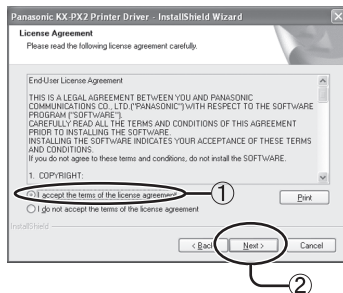 Panasonic KX-PX2 Printer Driver - InstallShield Wizard
License Agreement
Please read the following license agreement carefully.
End-User License Agreement
THIS IS A LEGAL AGREEMENT BETWEEN YOU AND PANASONIC
COMMUNICATIONS CO., LTD.("PANASONIC") WITH RESPECT TO THE SOFTWARE
PROGRAM ("SOFTWARE").
CAREFULLY READ ALL THE TERMS AND CONDITIONS OF THIS AGREEMENT
PRIOR TO INSTALLING THE SOFTWARE.
INSTALLING THE SOFTWARE INDICATES YOUR ACCEPTANCE OF THESE TERMS
AND CONDITIONS.
If you do not agree to these terms and conditions, do not install the SOFTWARE.
1. COPYRIGHT:
I accept the terms of the license agreement
①
Print
I do not accept the terms of the license agreement
InstallShield
< Back
Next >
Cancel
②